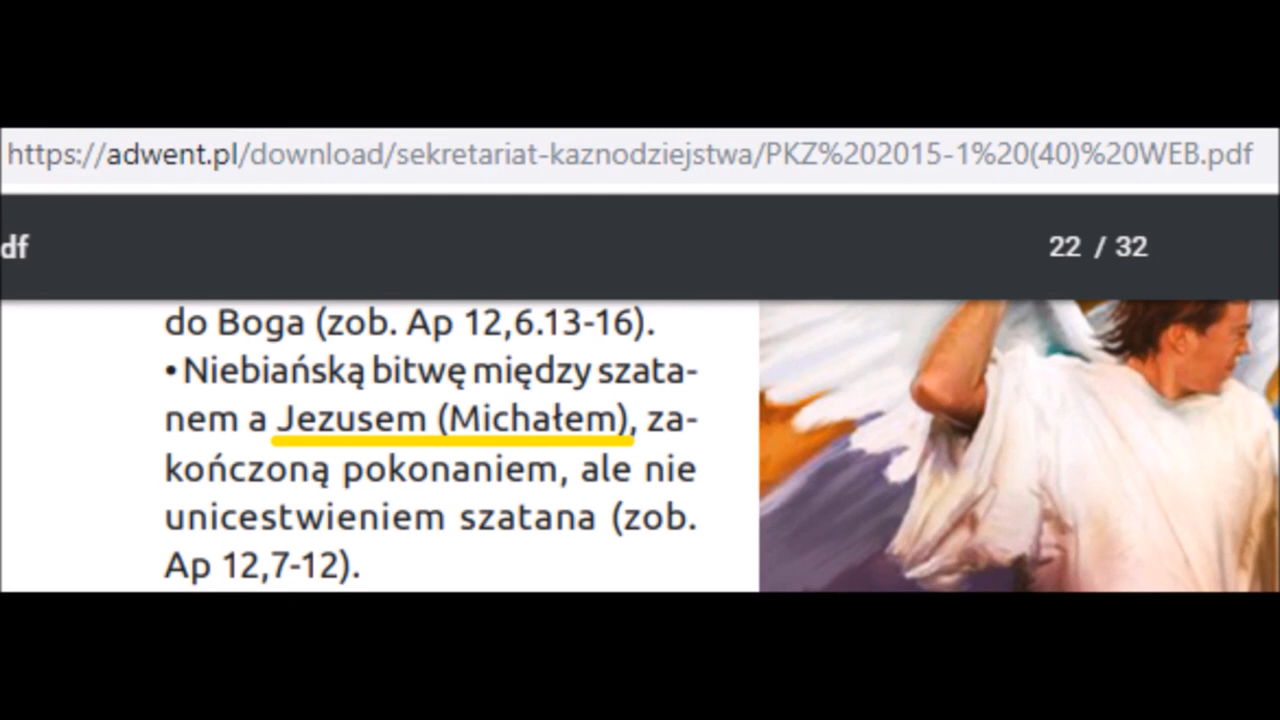 https://adwent.pl/download/sekretariat-kaznodziejstwa/PKZ%202015-1%20(40)%20WEB.pdf
df 22 / 32
do Boga (zob. Ap 12,6.13-16).
• Niebiańską bitwę między szata-
nem a Jezusem (Michałem), za-
kończoną pokonaniem, ale nie
unicestwieniem szatana (zob.
Ap 12,7-12).